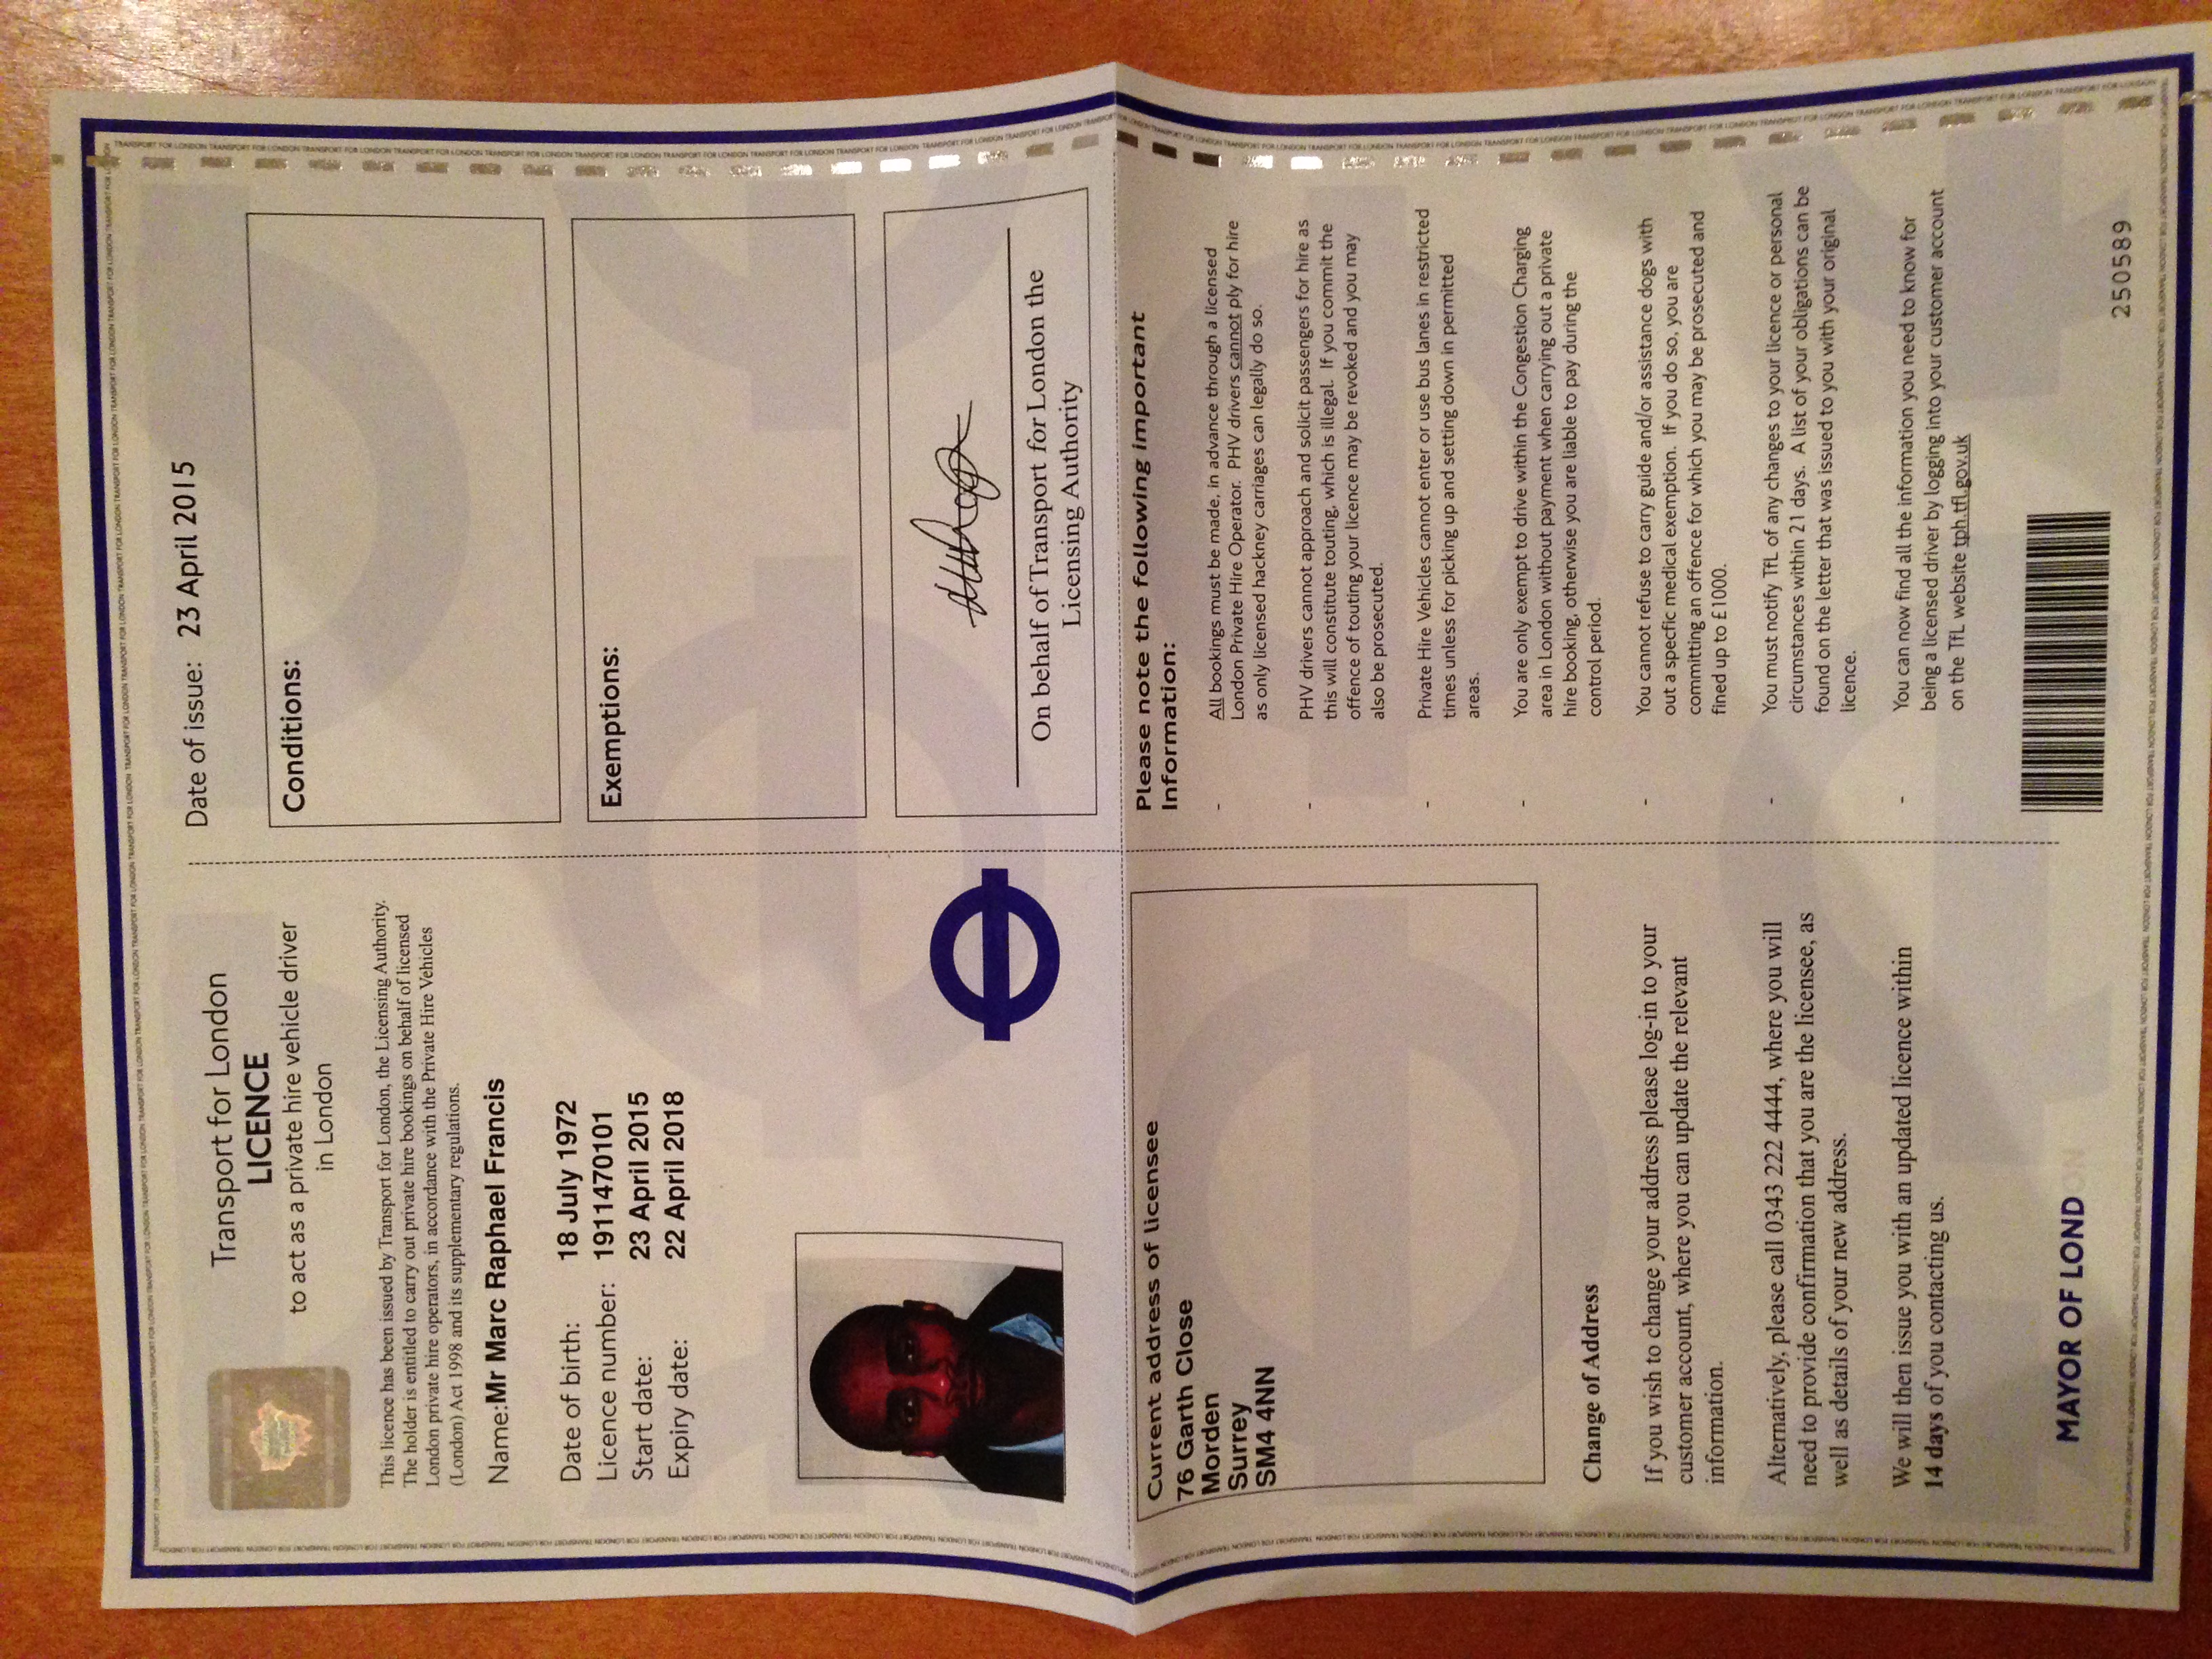 TRANSPORT FOR LONDON TRANSPORT FOR LONDON TRANSPORT FOR LONDON
Transport for London
LICENCE
to act as a private hire vehicle driver
in London
This licence has been issued by Transport for London, the Licensing Authority.
The holder is entitled to carry out private hire bookings on behalf of licensed
London private hire operators, in accordance with the Private Hire Vehicles
(London) Act 1998 and its supplementary regulations.
Name:Mr Marc Raphael Francis
Date of birth: 18 July 1972
Licence number: 1911470101
Start date: 23 April 2015
Expiry date: 22 April 2018
Date of issue: 23 April 2015
Conditions:
Exemptions:
On behalf of Transport for London the
Licensing Authority
Current address of licensee
76 Garth Close
Morden
Surrey
SM4 4NN
Change of Address
If you wish to change your address please log-in to your
customer account, where you can update the relevant
information.
Alternatively, please call 0343 222 4444, where you will
need to provide confirmation that you are the licensee, as
well as details of your new address.
We will then issue you with an updated licence within
14 days of you contacting us.
MAYOR OF LONDON
Please note the following important
Information:
- All bookings must be made, in advance through a licensed
London Private Hire Operator. PHV drivers cannot ply for hire
as only licensed hackney carriages can legally do so.
- PHV drivers cannot approach and solicit passengers for hire as
this will constitute touting, which is illegal. If you commit the
offence of touting your licence may be revoked and you may
also be prosecuted.
- Private Hire Vehicles cannot enter or use bus lanes in restricted
times unless for picking up and setting down in permitted
areas.
- You are only exempt to drive within the Congestion Charging
area in London without payment when carrying out a private
hire booking, otherwise you are liable to pay during the
control period.
- You cannot refuse to carry guide and/or assistance dogs with
out a specfic medical exemption. If you do so, you are
committing an offence for which you may be prosecuted and
fined up to £1000.
- You must notify TfL of any changes to your licence or personal
circumstances within 21 days. A list of your obligations can be
found on the letter that was issued to you with your original
licence.
- You can now find all the information you need to know for
being a licensed driver by logging into your customer account
on the TfL website tph.tfl.gov.uk
250589